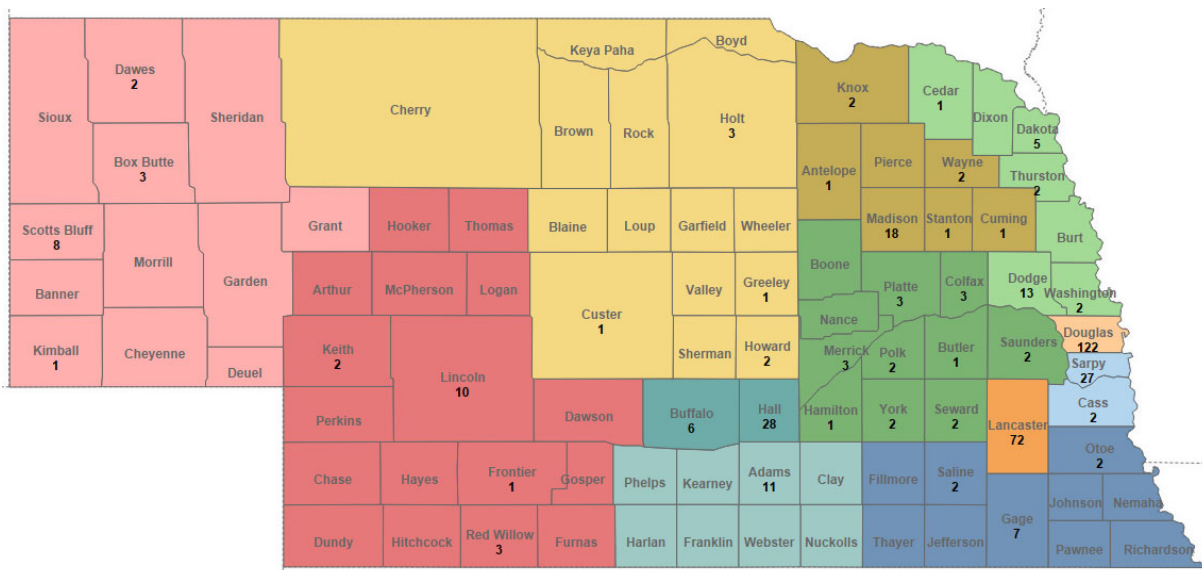 Dawes
2
Sioux
Sheridan
Box Butte
3
Cherry
Keya Paha
Boyd
Brown
Rock
Holt
3
Knox
2
Cedar
1
Dixon
Dakota
5
Antelope
1
Pierce
Wayne
2
Thurston
2
Scotts Bluff
8
Morrill
Garden
Banner
Kimball
1
Cheyenne
Deuel
Grant
Hooker
Thomas
Blaine
Loup
Garfield
Wheeler
Madison
18
Stanton
1
Cuming
1
Burt
Arthur
McPherson
Logan
Custer
1
Valley
Greeley
1
Boone
Platte
3
Colfax
3
Dodge
13
Washington
2
Nance
Keith
2
Lincoln
10
Sherman
Howard
2
Merrick
3
Polk
2
Butler
1
Saunders
2
Douglas
122
Sarpy
27
Perkins
Dawson
Buffalo
6
Hall
28
Hamilton
1
York
2
Seward
2
Lancaster
72
Cass
2
Otoe
2
Chase
Hayes
Frontier
1
Gosper
Phelps
Kearney
Adams
11
Clay
Fillmore
Saline
2
Gage
7
Johnson
Nemaha
Dundy
Hitchcock
Red Willow
3
Furnas
Harlan
Franklin
Webster
Nuckolls
Thayer
Jefferson
Pawnee
Richardson